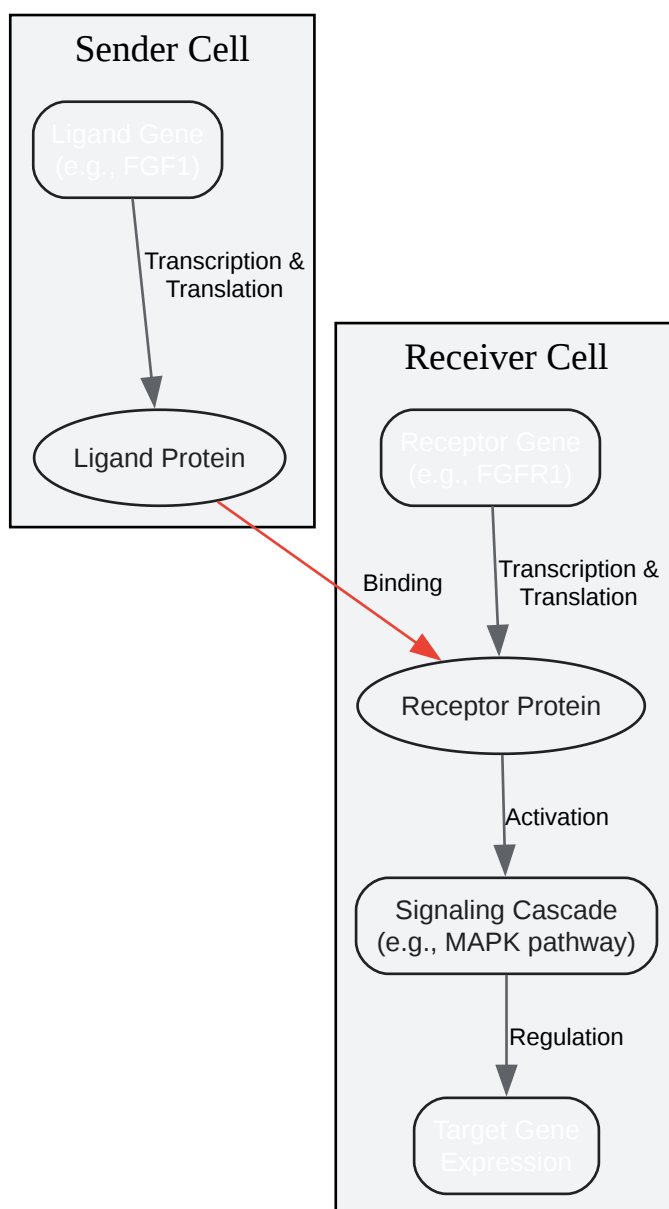 Sender Cell
Ligand Gene
(e.g., FGF1)
Transcription &
Translation
Ligand Protein
Receiver Cell
Receptor Gene
(e.g., FGFR1)
Binding
Transcription &
Translation
Receptor Protein
Activation
Signaling Cascade
(e.g., MAPK pathway)
Regulation
Target Gene
Expression